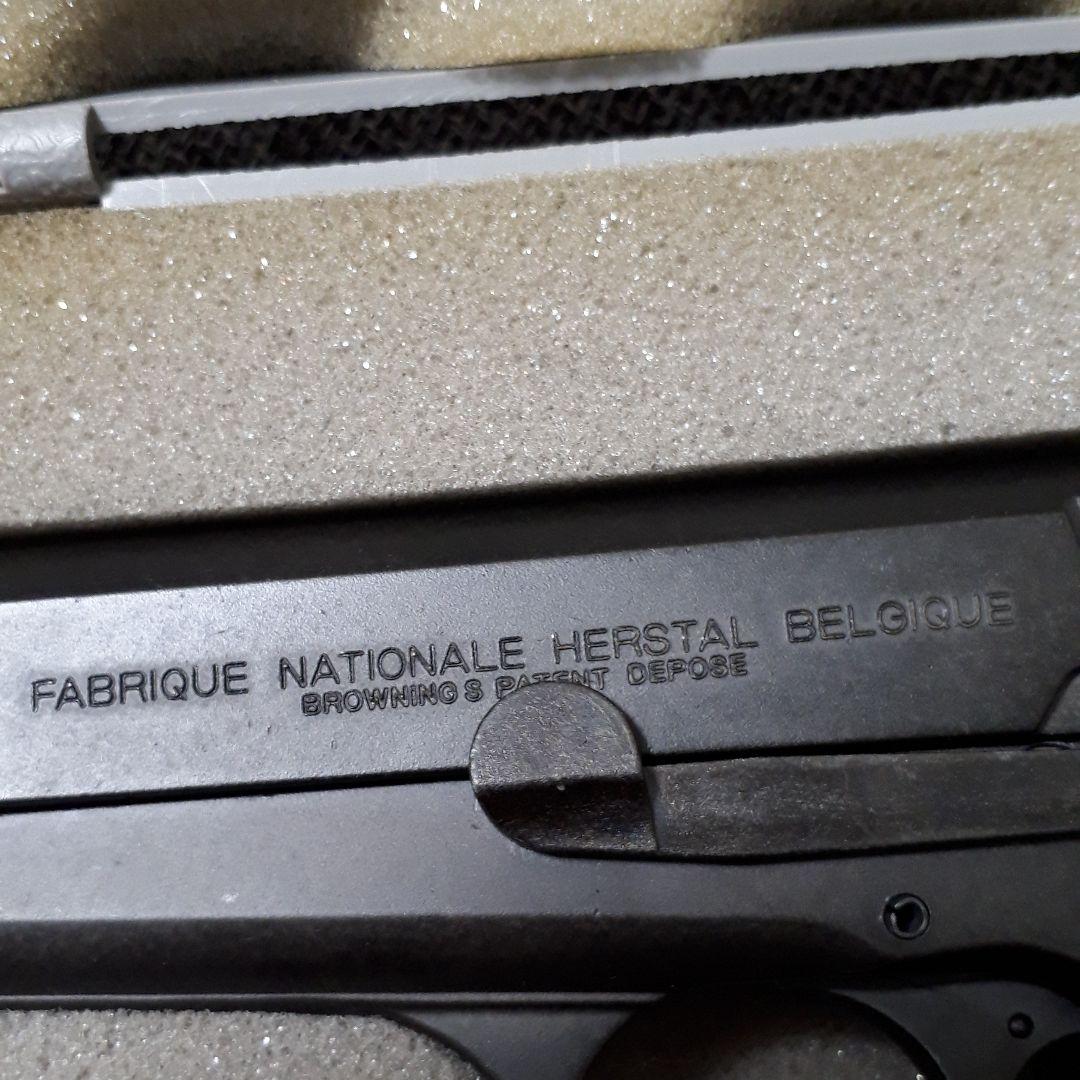 FABRIQUE NATIONALE HERSTAL BELGIQUE
BROWNING S PATENT DEPOSE